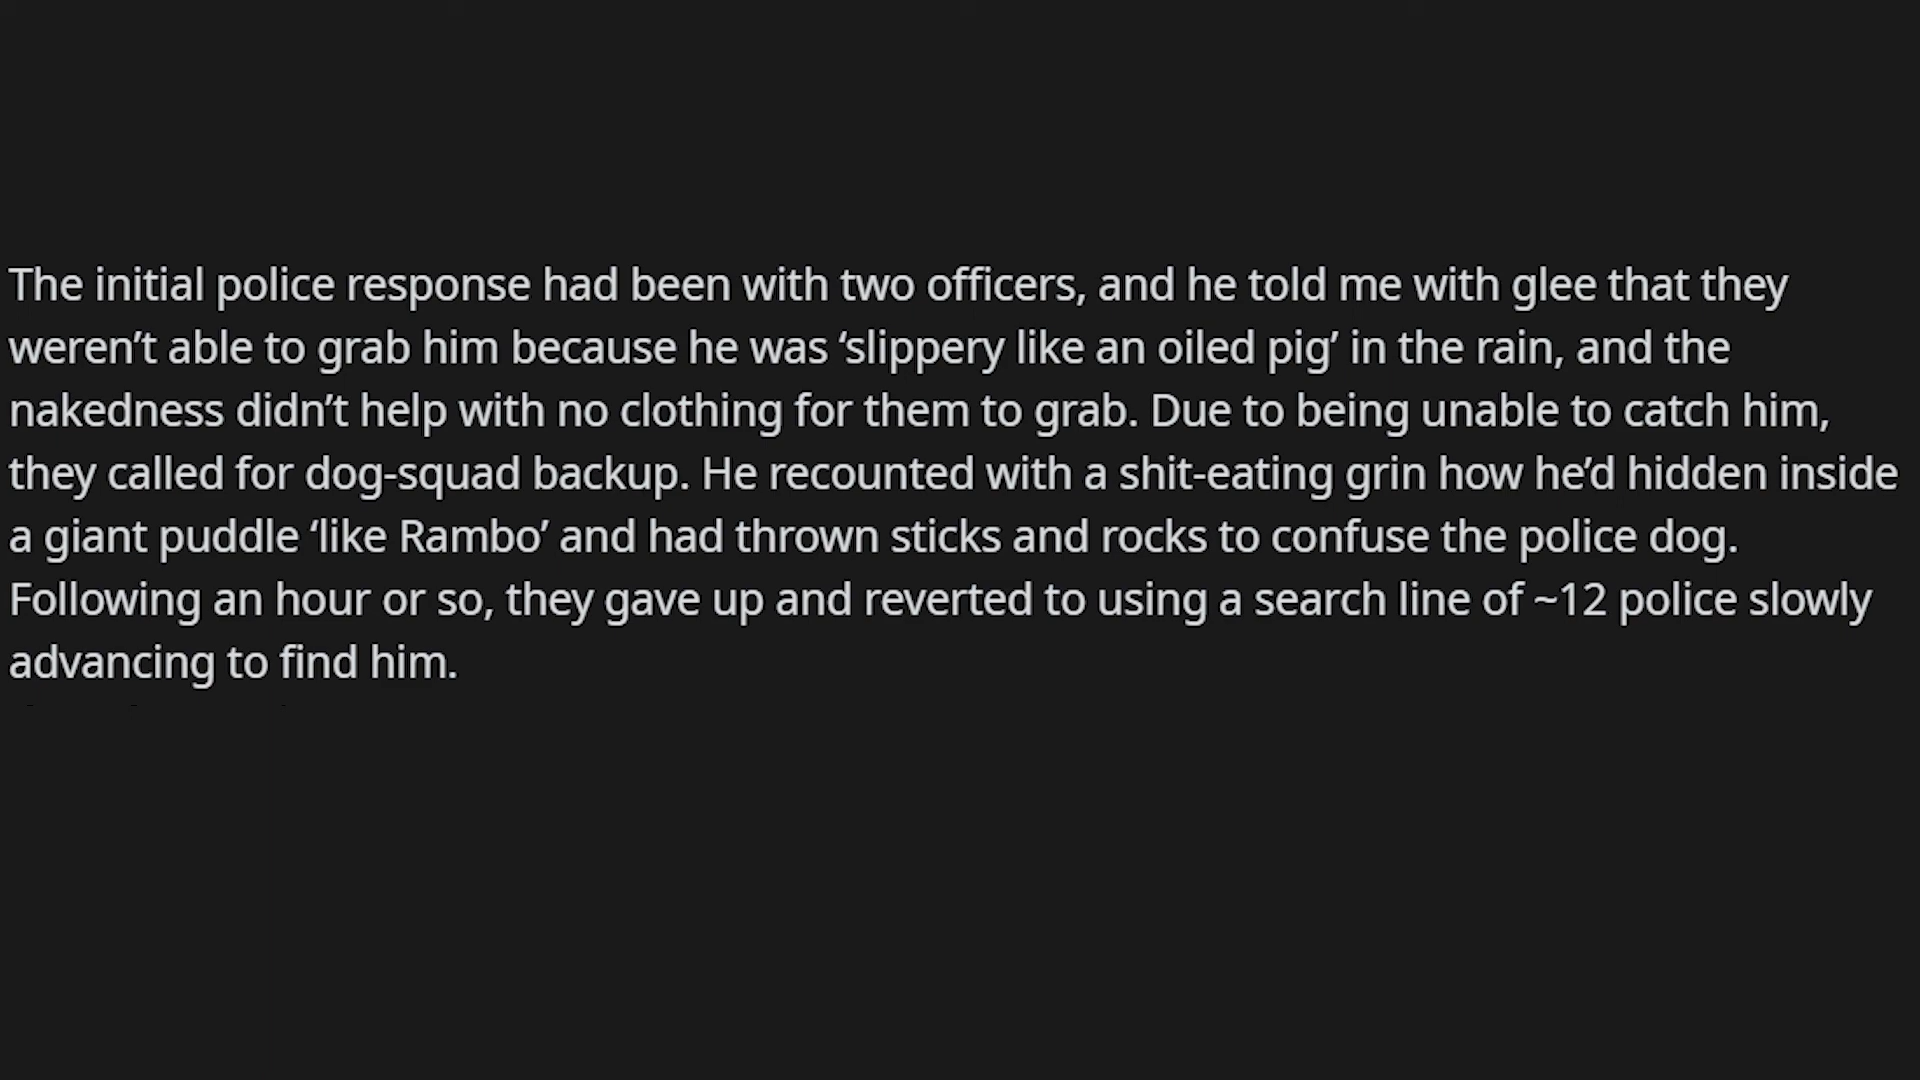 The initial police response had been with two officers, and he told me with glee that they
weren’t able to grab him because he was ‘slippery like an oiled pig’ in the rain, and the
nakedness didn’t help with no clothing for them to grab. Due to being unable to catch him,
they called for dog-squad backup. He recounted with a shit-eating grin how he’d hidden inside
a giant puddle ‘like Rambo’ and had thrown sticks and rocks to confuse the police dog.
Following an hour or so, they gave up and reverted to using a search line of ~12 police slowly
advancing to find him.